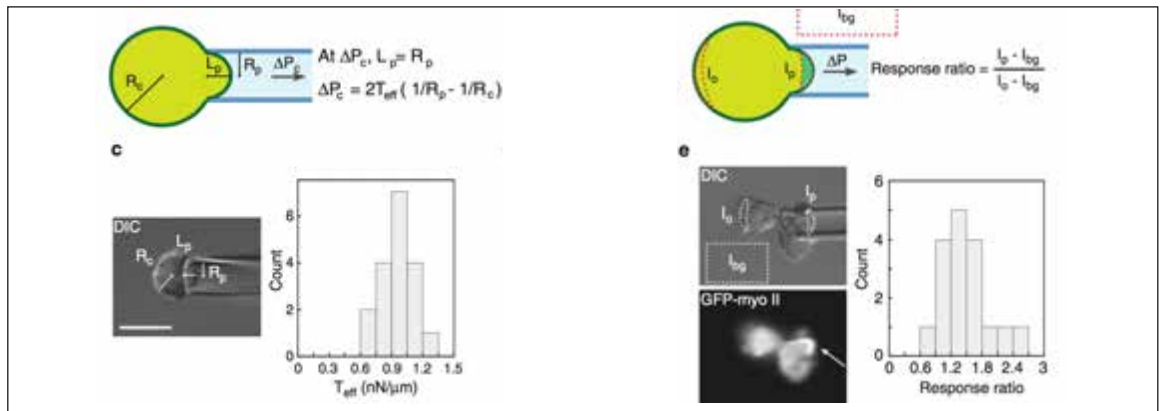 R_c
L_p
R_p
ΔP_c
At ΔP_c, L_p = R_p
ΔP_c = 2T_eff ( 1/R_p - 1/R_c )
I_bg
I_o
I_p
ΔP
Response ratio = (I_p - I_bg) / (I_o - I_bg)
c
DIC
R_c
L_p
R_p
Count
6
4
2
0
0 0.3 0.6 0.9 1.2 1.5
T_eff (nN/μm)
e
DIC
I_o
I_p
I_bg
GFP-myo II
Count
6
4
2
0
0 0.6 1.2 1.8 2.4 3
Response ratio